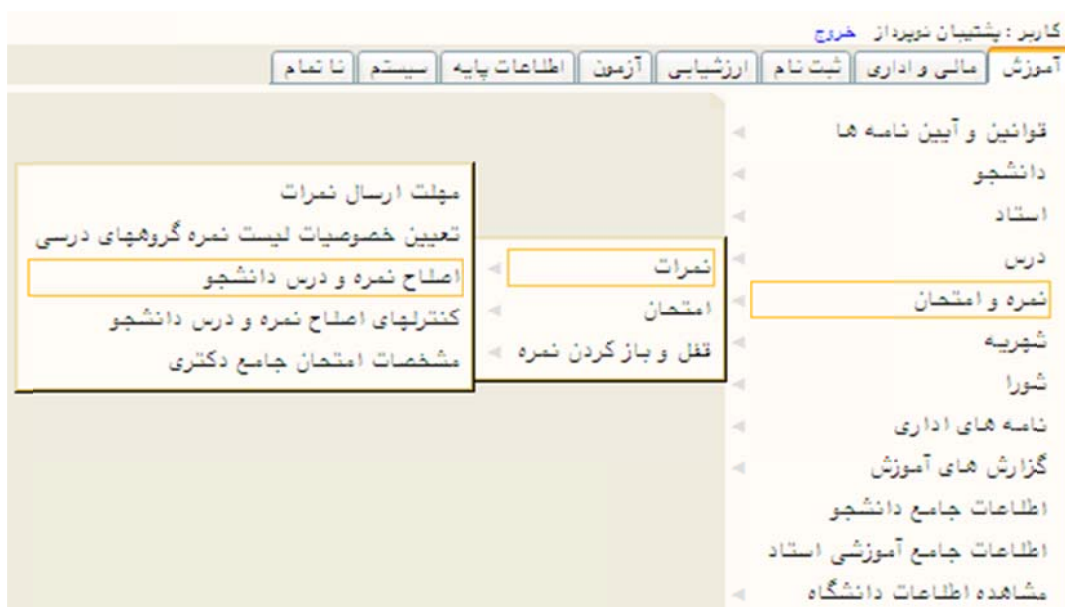 کاربر : پشتیبان نوپرداز خروج
آموزش مالی و اداری ثبت نام ارزشیابی آزمون اطلاعات پایه سیستم نا تمام
قوانین و آیین نامه ها
دانشجو
استاد
درس
نمره و امتحان
شهریه
شورا
نامه های اداری
گزارش های آموزش
اطلاعات جامع دانشجو
اطلاعات جامع آموزشی استاد
مشاهده اطلاعات دانشگاه
نمرات
امتحان
قفل و باز کردن نمره
مهلت ارسال نمرات
تعیین خصوصیات لیست نمره گروههای درسی
اصلاح نمره و درس دانشجو
کنترلهای اصلاح نمره و درس دانشجو
مشخصات امتحان جامع دکتری